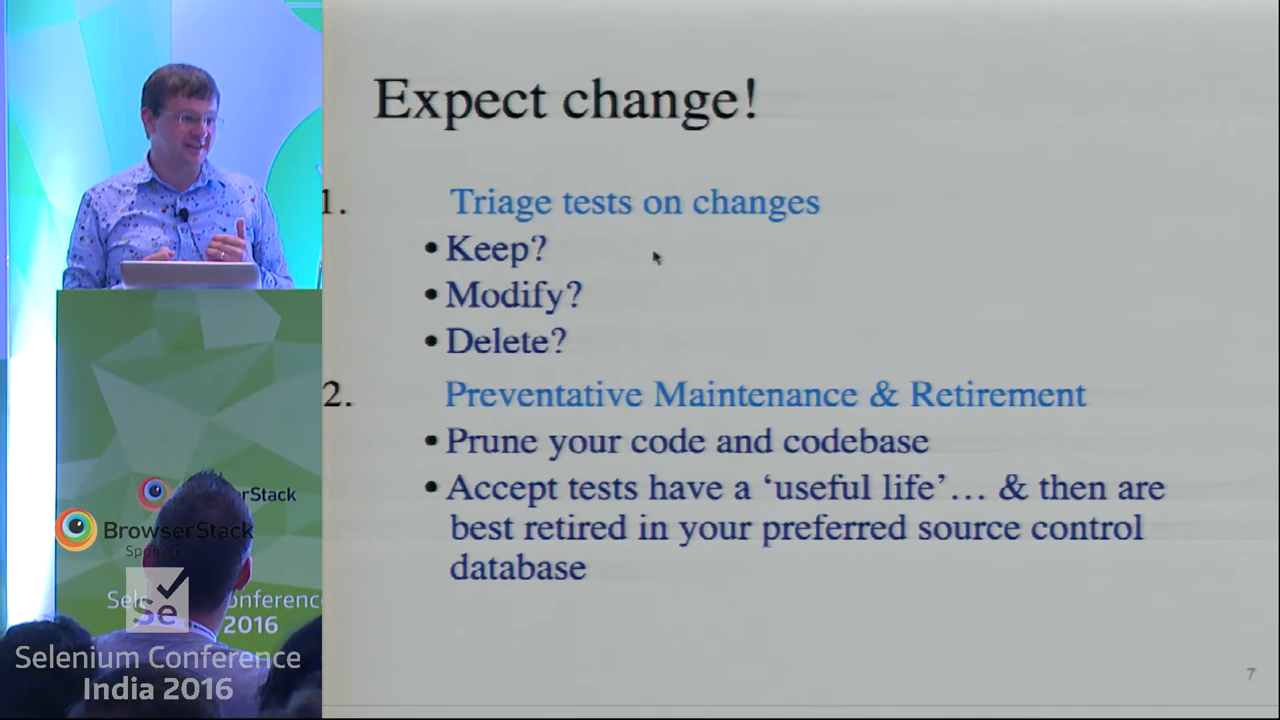 Expect change!
1. Triage tests on changes
• Keep?
• Modify?
• Delete?
2. Preventative Maintenance & Retirement
• Prune your code and codebase
• Accept tests have a ‘useful life’… & then are
best retired in your preferred source control
database
7
BrowserStack
Selenium Conference
India 2016
2016